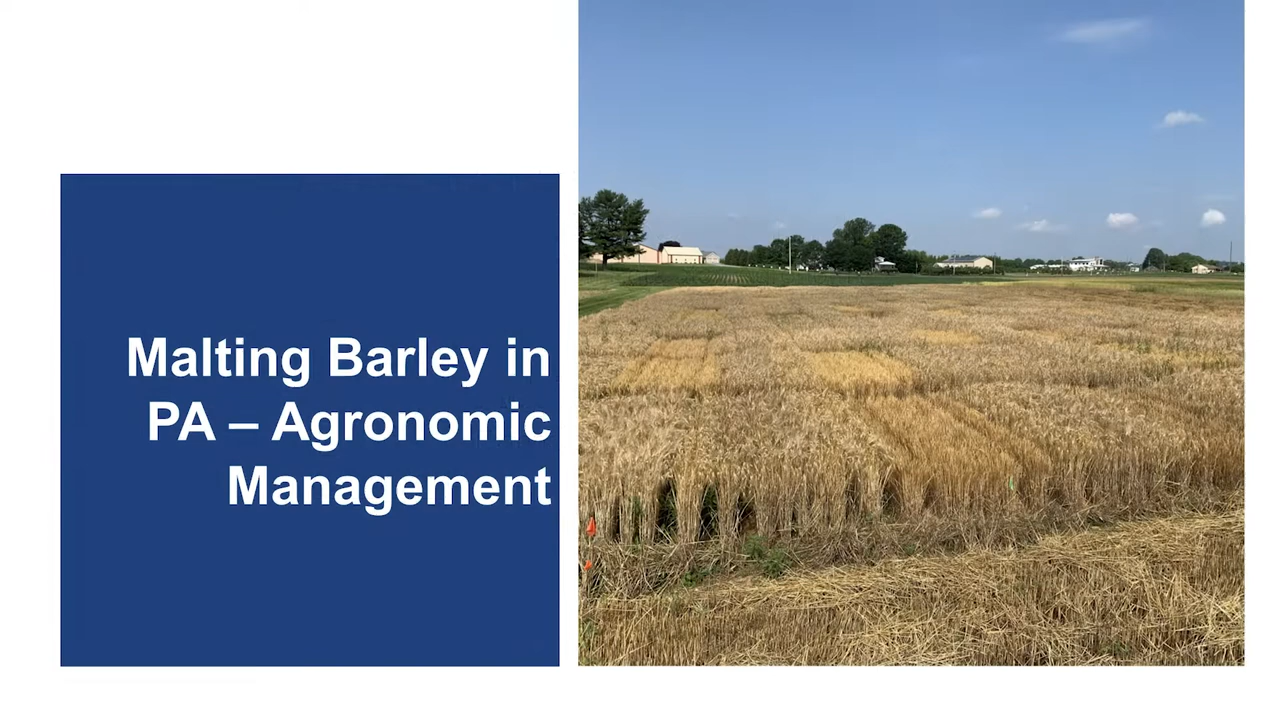 Malting Barley in
PA – Agronomic
Management